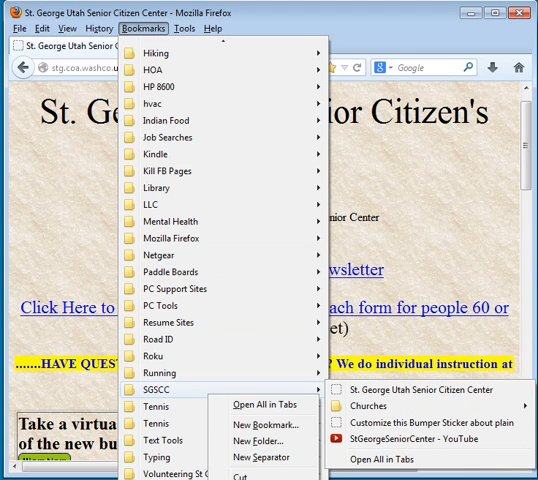 St. George Utah Senior Citizen Center - Mozilla Firefox
File Edit View History Bookmarks Tools Help
St. George Utah Senior C
stg.coa.washco.u
Google
St. Ge ior Citizen's
Hiking
HOA
HP 8600
hvac
Indian Food
Job Searches
Kindle
Kill FB Pages
Library
LLC
nior Center
Mental Health
Mozilla Firefox
Netgear
wsletter
Paddle Boards
PC Support Sites
PC Tools
Click Here to ach form for people 60 or
Resume Sites
et)
Road ID
Roku
.......HAVE QUEST ? We do individual instruction at
Running
SGSCC
St. George Utah Senior Citizen Center
Tennis
Open All in Tabs
Churches
Tennis
New Bookmark...
Customize this Bumper Sticker about plain
Take a virtua
Text Tools
New Folder...
StGeorgeSeniorCenter - YouTube
of the new bu
Typing
New Separator
Open All in Tabs
Volunteering St G
Cut